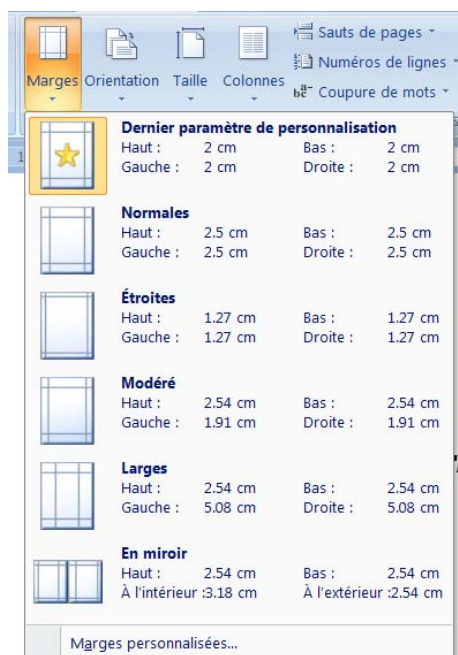 Sauts de pages
Numéros de lignes
Marges Orientation Taille Colonnes
Coupure de mots
Dernier paramètre de personnalisation
Haut : 2 cm Bas : 2 cm
Gauche : 2 cm Droite : 2 cm
Normales
Haut : 2.5 cm Bas : 2.5 cm
Gauche : 2.5 cm Droite : 2.5 cm
Étroites
Haut : 1.27 cm Bas : 1.27 cm
Gauche : 1.27 cm Droite : 1.27 cm
Modéré
Haut : 2.54 cm Bas : 2.54 cm
Gauche : 1.91 cm Droite : 1.91 cm
Larges
Haut : 2.54 cm Bas : 2.54 cm
Gauche : 5.08 cm Droite : 5.08 cm
En miroir
Haut : 2.54 cm Bas : 2.54 cm
À l'intérieur :3.18 cm À l'extérieur :2.54 cm
Marges personnalisées...